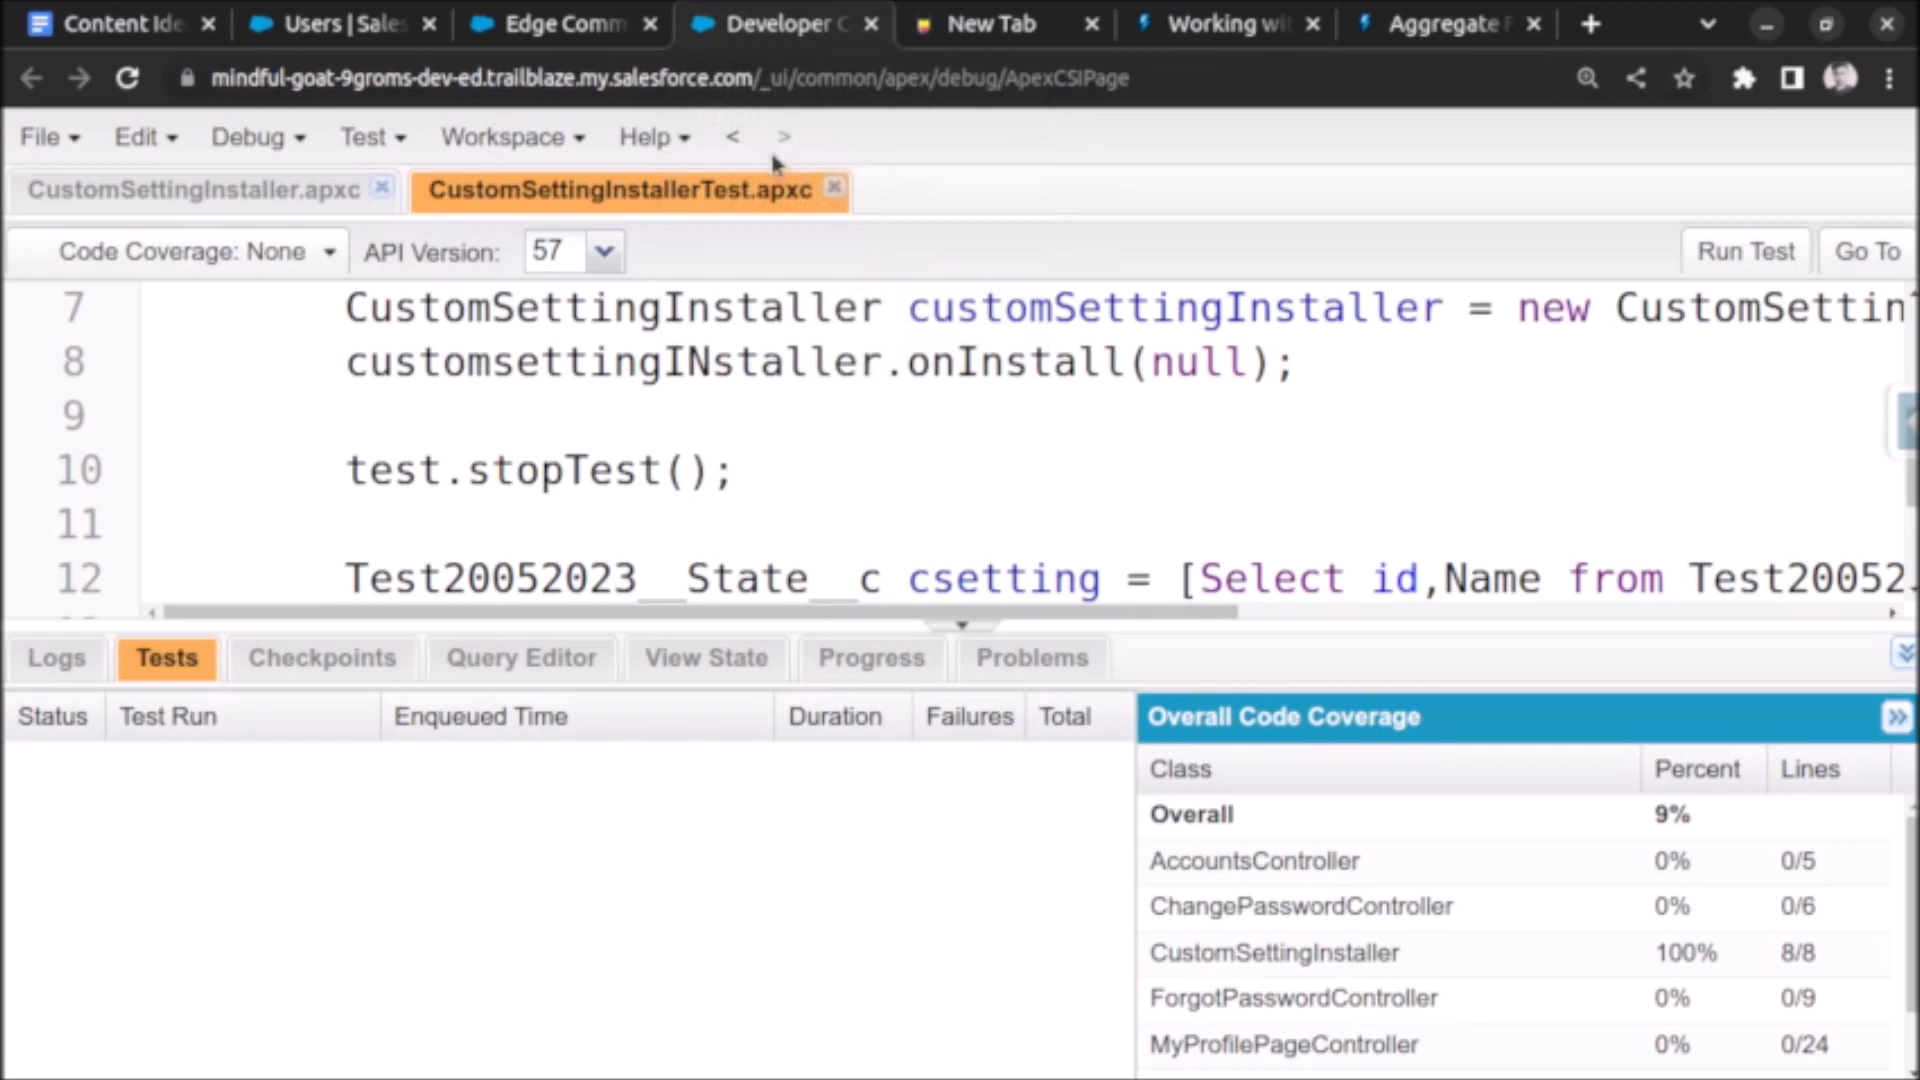 Content Ide
Users | Sales
Edge Comm
Developer C
New Tab
Working wi
Aggregate F
mindful-goat-9groms-dev-ed.trailblaze.my.salesforce.com/_ui/common/apex/debug/ApexCSIPage
File Edit Debug Test Workspace Help < >
CustomSettingInstaller.apxc CustomSettingInstallerTest.apxc
Code Coverage: None API Version: 57 Run Test Go To
7 CustomSettingInstaller customSettingInstaller = new CustomSettin
8 customsettingINstaller.onInstall(null);
9
10 test.stopTest();
11
12 Test20052023__State__c csetting = [Select id,Name from Test20052
Logs Tests Checkpoints Query Editor View State Progress Problems
Status Test Run Enqueued Time Duration Failures Total
Overall Code Coverage
Class Percent Lines
Overall 9%
AccountsController 0% 0/5
ChangePasswordController 0% 0/6
CustomSettingInstaller 100% 8/8
ForgotPasswordController 0% 0/9
MyProfilePageController 0% 0/24